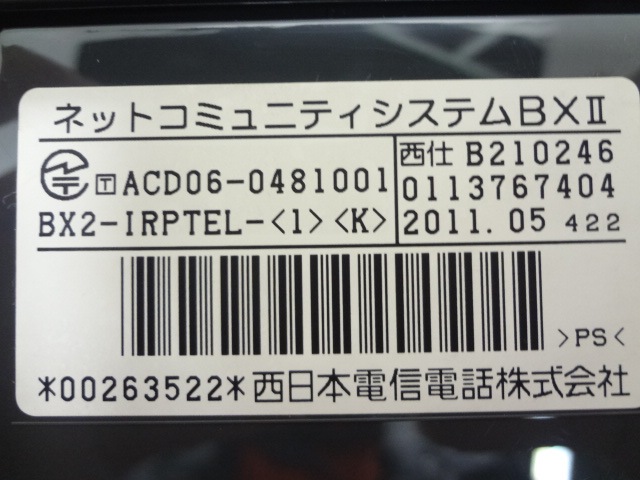 ネットコミュニティシステムBXⅡ
T ACD06-0481001
BX2-IRPTEL-<1><K>
西仕 B210246
0113767404
2011.05 422
>PS<
*00263522* 西日本電信電話株式会社